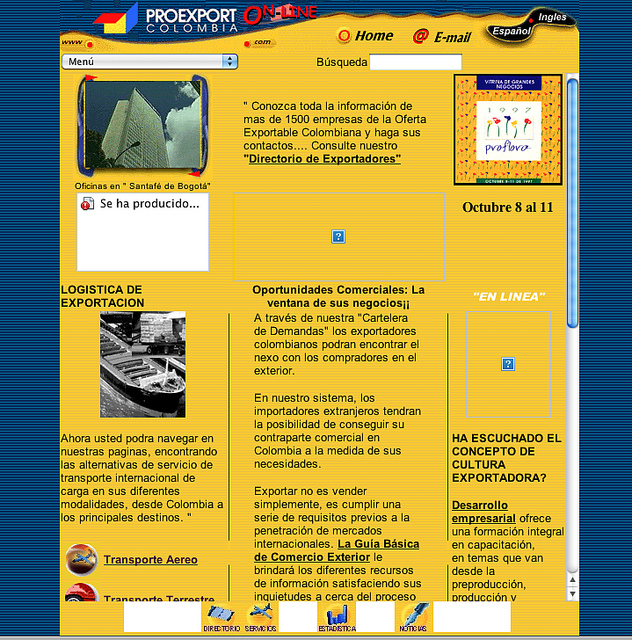 PROEXPORT
COLOMBIA
ON-LINE
www
.com
Home
@ E-mail
Español
Ingles
Menú
Búsqueda
Oficinas en " Santafé de Bogotá"
Se ha producido...
" Conozca toda la información de
mas de 1500 empresas de la Oferta
Exportable Colombiana y haga sus
contactos.... Consulte nuestro
"Directorio de Exportadores"
VITRINA DE GRANDES
NEGOCIOS
1997
proflora
OCTUBRE 8-11 DE 1997
Octubre 8 al 11
LOGISTICA DE
EXPORTACION
Ahora usted podra navegar en
nuestras paginas, encontrando
las alternativas de servicio de
transporte internacional de
carga en sus diferentes
modalidades, desde Colombia a
los principales destinos. "
Transporte Aereo
Transporte Terrestre
Oportunidades Comerciales: La
ventana de sus negocios¡¡
A través de nuestra "Cartelera
de Demandas" los exportadores
colombianos podran encontrar el
nexo con los compradores en el
exterior.
En nuestro sistema, los
importadores extranjeros tendran
la posibilidad de conseguir su
contraparte comercial en
Colombia a la medida de sus
necesidades.
Exportar no es vender
simplemente, es cumplir una
serie de requisitos previos a la
penetración de mercados
internacionales. La Guia Básica
de Comercio Exterior le
brindará los diferentes recursos
de información satisfaciendo sus
inquietudes a cerca del proceso
"EN LINEA"
HA ESCUCHADO EL
CONCEPTO DE
CULTURA
EXPORTADORA?
Desarrollo
empresarial ofrece
una formación integral
en capacitación,
en temas que van
desde la
preproducción,
producción y
DIRECTORIO
SERVICIOS
ESTADISTICA
NOTICIAS